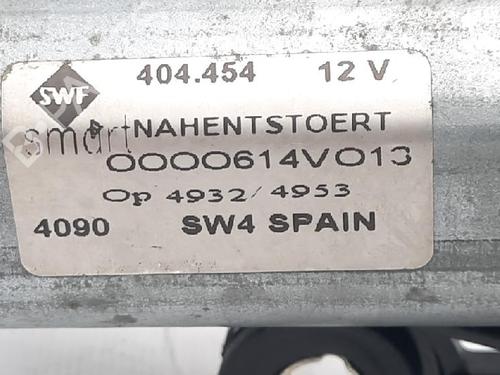 SWF 404.454 12 V
smart NAHENTSTOERT
0000614V013
Op 4932/4953
4090 SW4 SPAIN